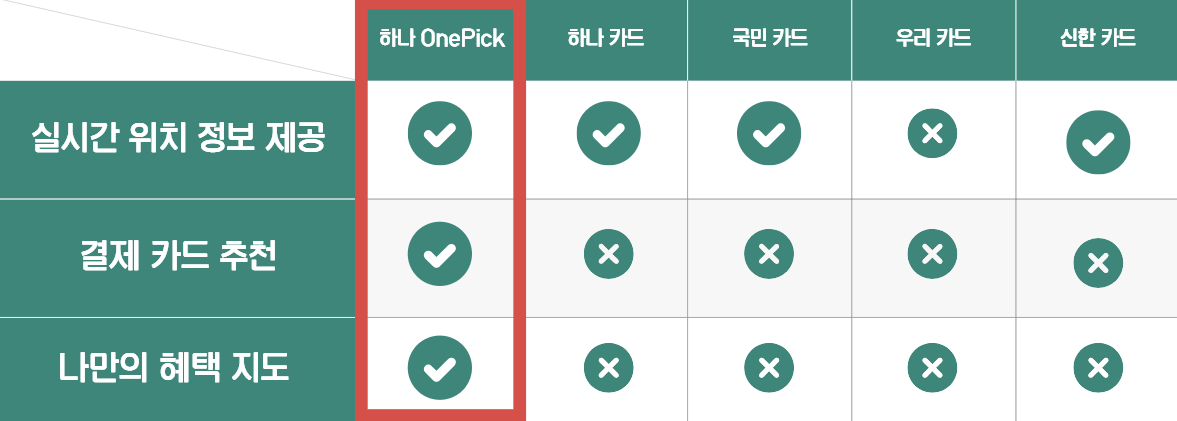 하나 OnePick
하나 카드
국민 카드
우리 카드
신한 카드
실시간 위치 정보 제공
결제 카드 추천
나만의 혜택 지도